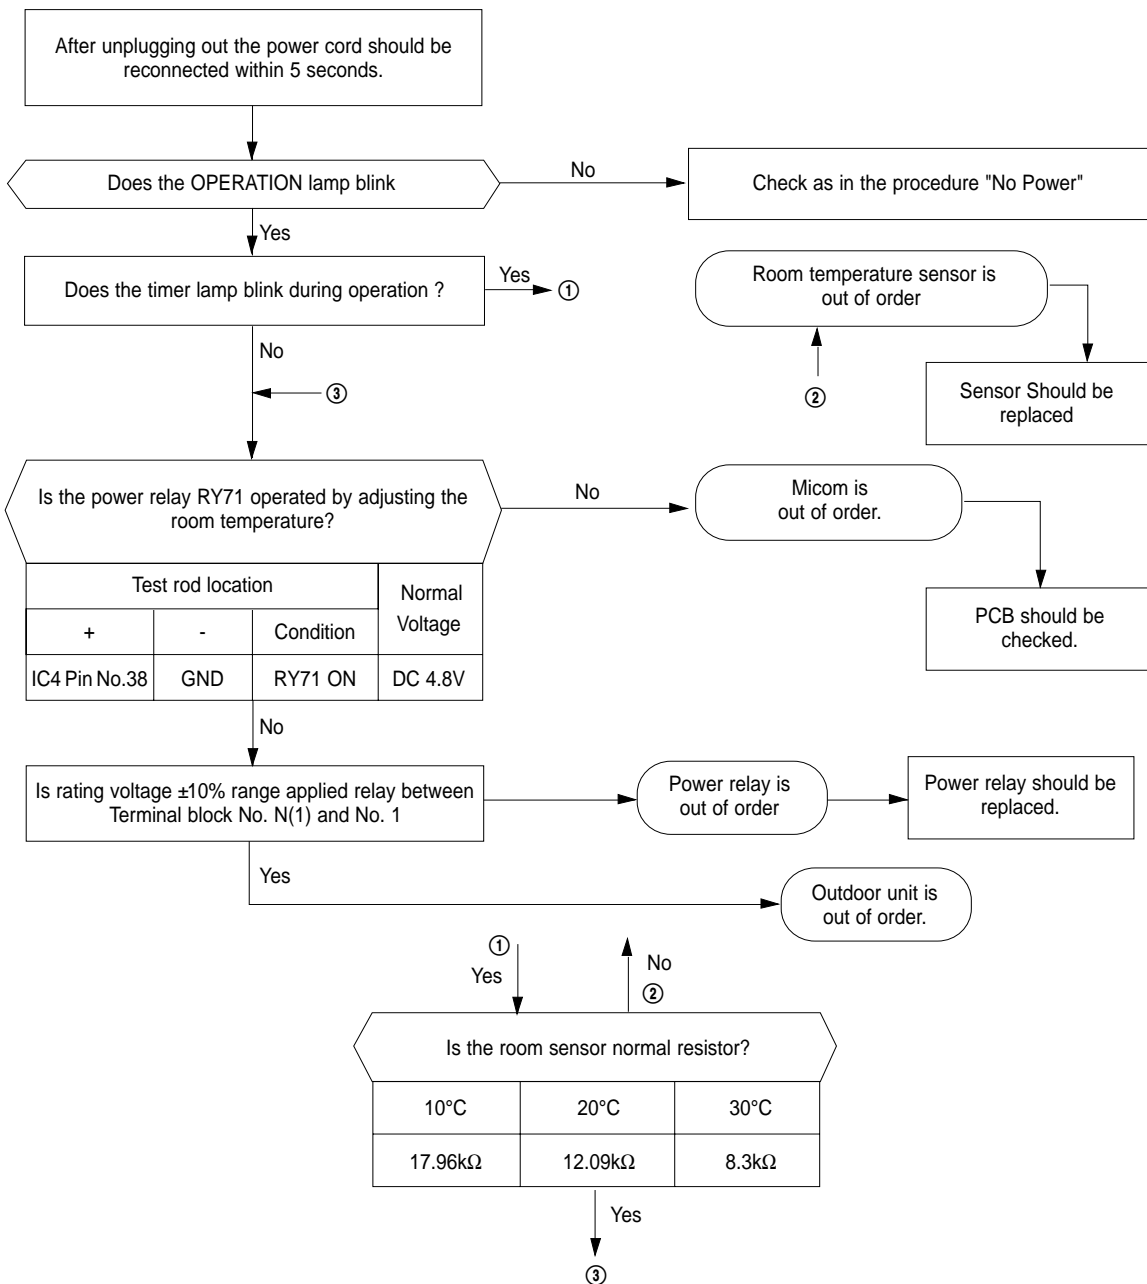 After unplugging out the power cord should be
reconnected within 5 seconds.
Does the OPERATION lamp blink
No
Check as in the procedure "No Power"
Yes
Does the timer lamp blink during operation ?
Yes
①
Room temperature sensor is
out of order
②
Sensor Should be
replaced
No
③
Is the power relay RY71 operated by adjusting the
room temperature?
No
Micom is
out of order.
PCB should be
checked.
Test rod location
Normal
Voltage
+
-
Condition
IC4 Pin No.38
GND
RY71 ON
DC 4.8V
No
Is rating voltage ±10% range applied relay between
Terminal block No. N(1) and No. 1
Power relay is
out of order
Power relay should be
replaced.
Yes
Outdoor unit is
out of order.
①
Yes
No
②
Is the room sensor normal resistor?
10°C
20°C
30°C
17.96kΩ
12.09kΩ
8.3kΩ
Yes
③